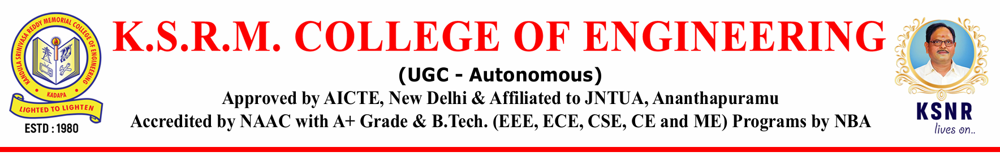 KANDULA SRINIVASA REDDY MEMORIAL COLLEGE OF ENGINEERING
KADAPA
LIGHTED TO LIGHTEN
ESTD : 1980
K.S.R.M. COLLEGE OF ENGINEERING
(UGC - Autonomous)
Approved by AICTE, New Delhi & Affiliated to JNTUA, Ananthapuramu
Accredited by NAAC with A+ Grade & B.Tech. (EEE, ECE, CSE, CE and ME) Programs by NBA
KSNR
lives on..